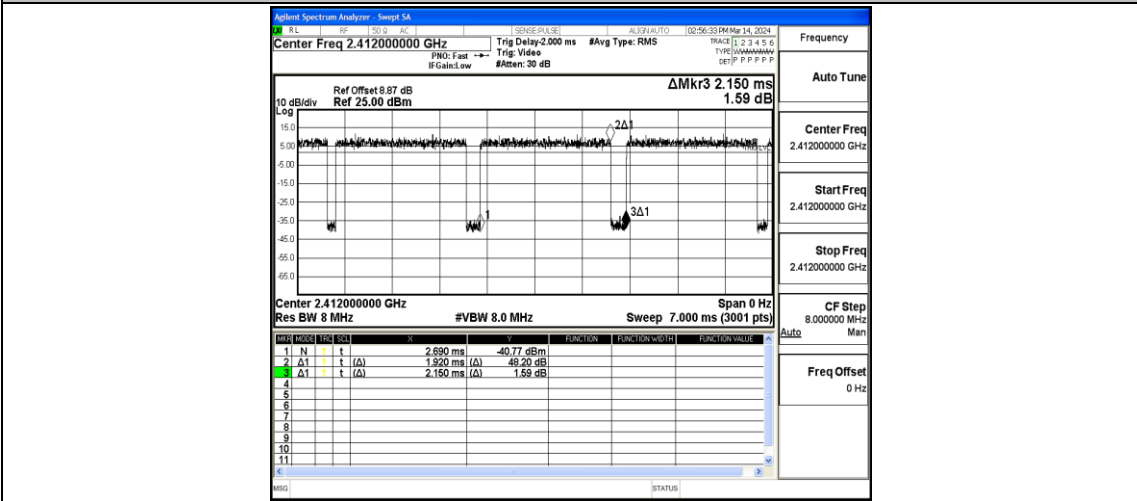 Agilent Spectrum Analyzer - Swept SA
RL RF 50 Ω AC SENSE:PULSE ALIGN AUTO 02:56:33 PM Mar 14, 2024
Center Freq 2.412000000 GHz
PNO: Fast
IFGain:Low
Trig Delay-2.000 ms
Trig: Video
#Atten: 30 dB
#Avg Type: RMS
TRACE 1 2 3 4 5 6
TYPE WWWWWW
DET P P P P P P
Frequency
Auto Tune
ΔMkr3 2.150 ms
1.59 dB
Ref Offset 8.87 dB
10 dB/div Ref 25.00 dBm
Log
15.0
5.00
-5.00
-15.0
-25.0
-35.0
-45.0
-55.0
-65.0
2Δ1
1
3Δ1
Center Freq
2.412000000 GHz
Start Freq
2.412000000 GHz
Stop Freq
2.412000000 GHz
CF Step
8.000000 MHz
Auto Man
Freq Offset
0 Hz
Center 2.412000000 GHz Span 0 Hz
Res BW 8 MHz #VBW 8.0 MHz Sweep 7.000 ms (3001 pts)
MKR MODE TRC SCL X Y FUNCTION FUNCTION WIDTH FUNCTION VALUE
1 N 1 t 2.690 ms -40.77 dBm
2 Δ1 1 t (Δ) 1.920 ms (Δ) 48.20 dB
3 Δ1 1 t (Δ) 2.150 ms (Δ) 1.59 dB
4
5
6
7
8
9
10
11
MSG STATUS